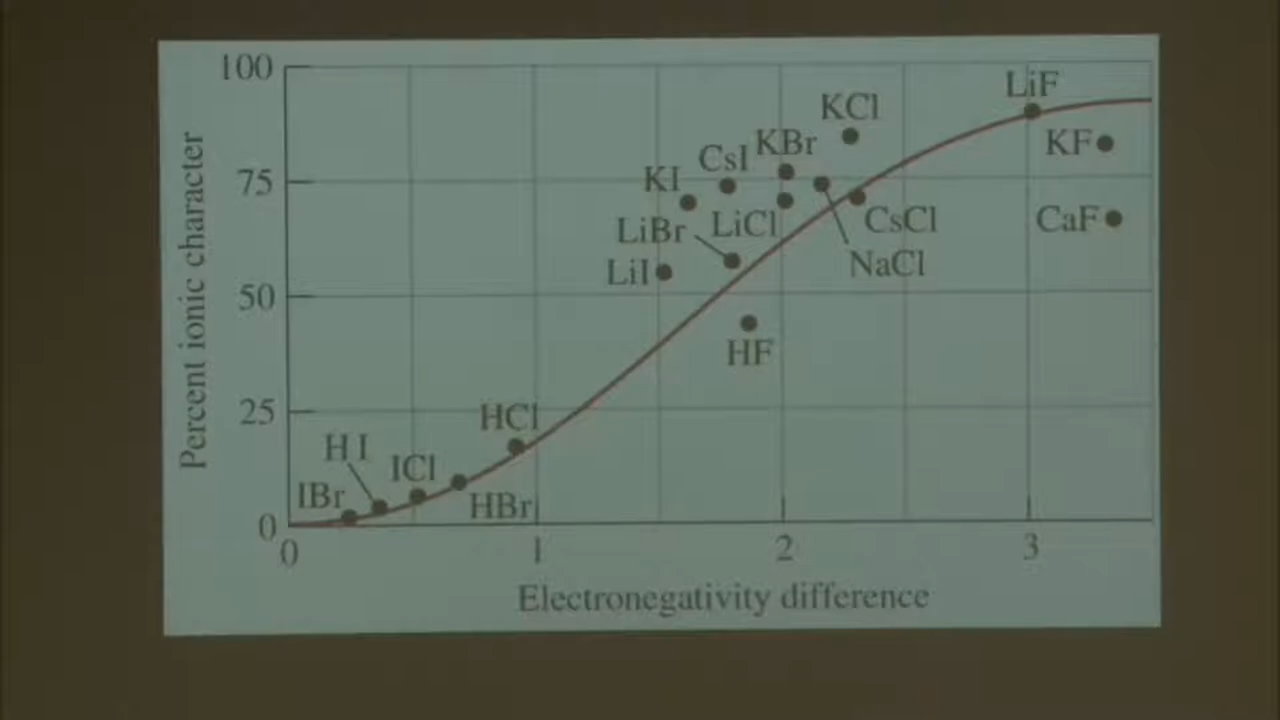 100
LiF
KCl
KF
KBr
CsI
KI
75
CaF
CsCl
LiCl
LiBr
NaCl
LiI
50
HF
25
HCl
H I
ICl
IBr
HBr
0
0 1 2 3
Electronegativity difference
Percent ionic character